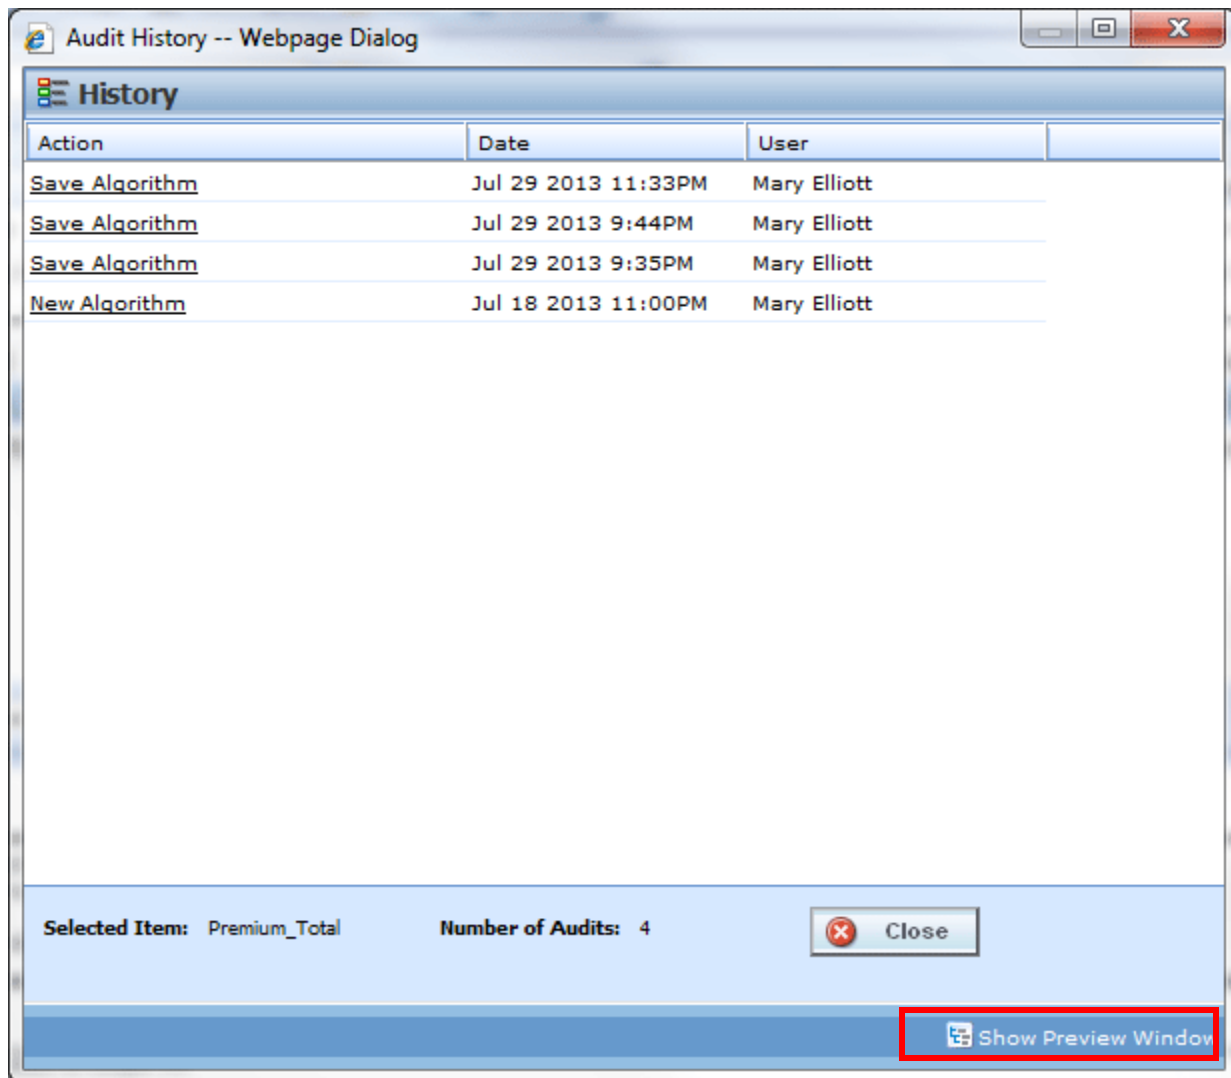 Audit History -- Webpage Dialog
History
Action Date User
Save Algorithm Jul 29 2013 11:33PM Mary Elliott
Save Algorithm Jul 29 2013 9:44PM Mary Elliott
Save Algorithm Jul 29 2013 9:35PM Mary Elliott
New Algorithm Jul 18 2013 11:00PM Mary Elliott
Selected Item: Premium_Total Number of Audits: 4 Close
Show Preview Window